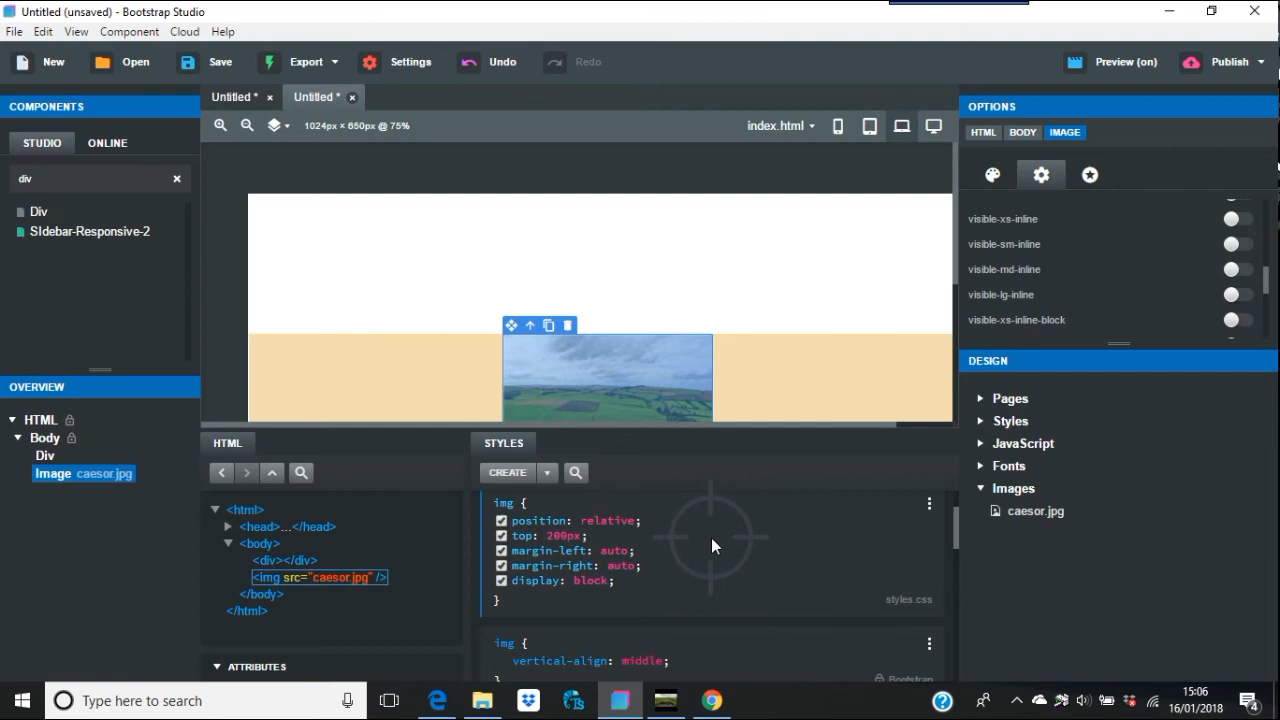 Untitled (unsaved) - Bootstrap Studio
File Edit View Component Cloud Help
New Open Save Export Settings Undo Redo Preview (on) Publish
COMPONENTS
Untitled * × Untitled * ×
OPTIONS
STUDIO ONLINE
1024px × 650px @ 75%
index.html
HTML BODY IMAGE
div ×
Div
SIdebar-Responsive-2
visible-xs-inline
visible-sm-inline
visible-md-inline
visible-lg-inline
visible-xs-inline-block
OVERVIEW
HTML
Body
Div
Image caesor.jpg
DESIGN
Pages
Styles
JavaScript
Fonts
Images
caesor.jpg
HTML
<html>
<head>...</head>
<body>
<div></div>
<img src="caesor.jpg" />
</body>
</html>
ATTRIBUTES
STYLES
CREATE
img {
position: relative;
top: 200px;
margin-left: auto;
margin-right: auto;
display: block;
}
styles.css
img {
vertical-align: middle;
}
Bootstrap
Type here to search
15:06
16/01/2018
4